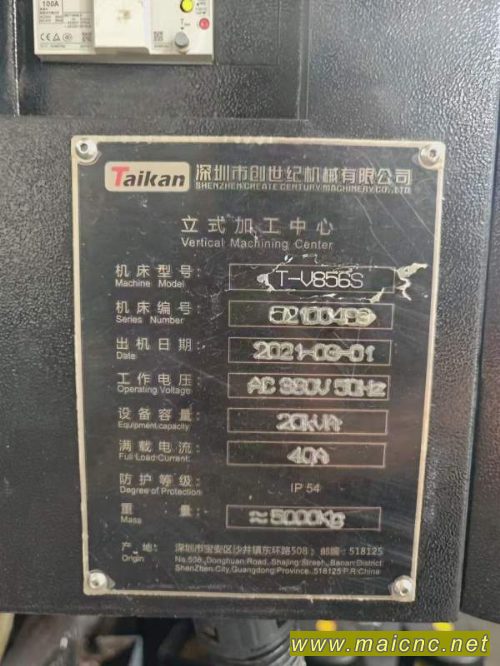 100A
Taikan 深圳市创世纪机械有限公司
SHENZHEN CREATE CENTURY MACHINERY CO.,LTD
立式加工中心
Vertical Machining Center
机床型号: T-V856S
Machine Model
机床编号:
Series Number
出机日期: 2021-03-01
Date
工作电压: AC 380V 50Hz
Operating Voltage
设备容量: 20kVA
Equipment capacity
满载电流: 40A
Full Load Current
防护等级: IP 54
Degree of Protection
重量: ≈5000Kg
Mass
产地: 深圳市宝安区沙井镇东环路508; 邮编: 518125
Origin No.508, Donghuan Road, Shajing Street, Banan District
ShenZhen City, Guangdong Province, 518125 P.R.China
www.maicnc.net